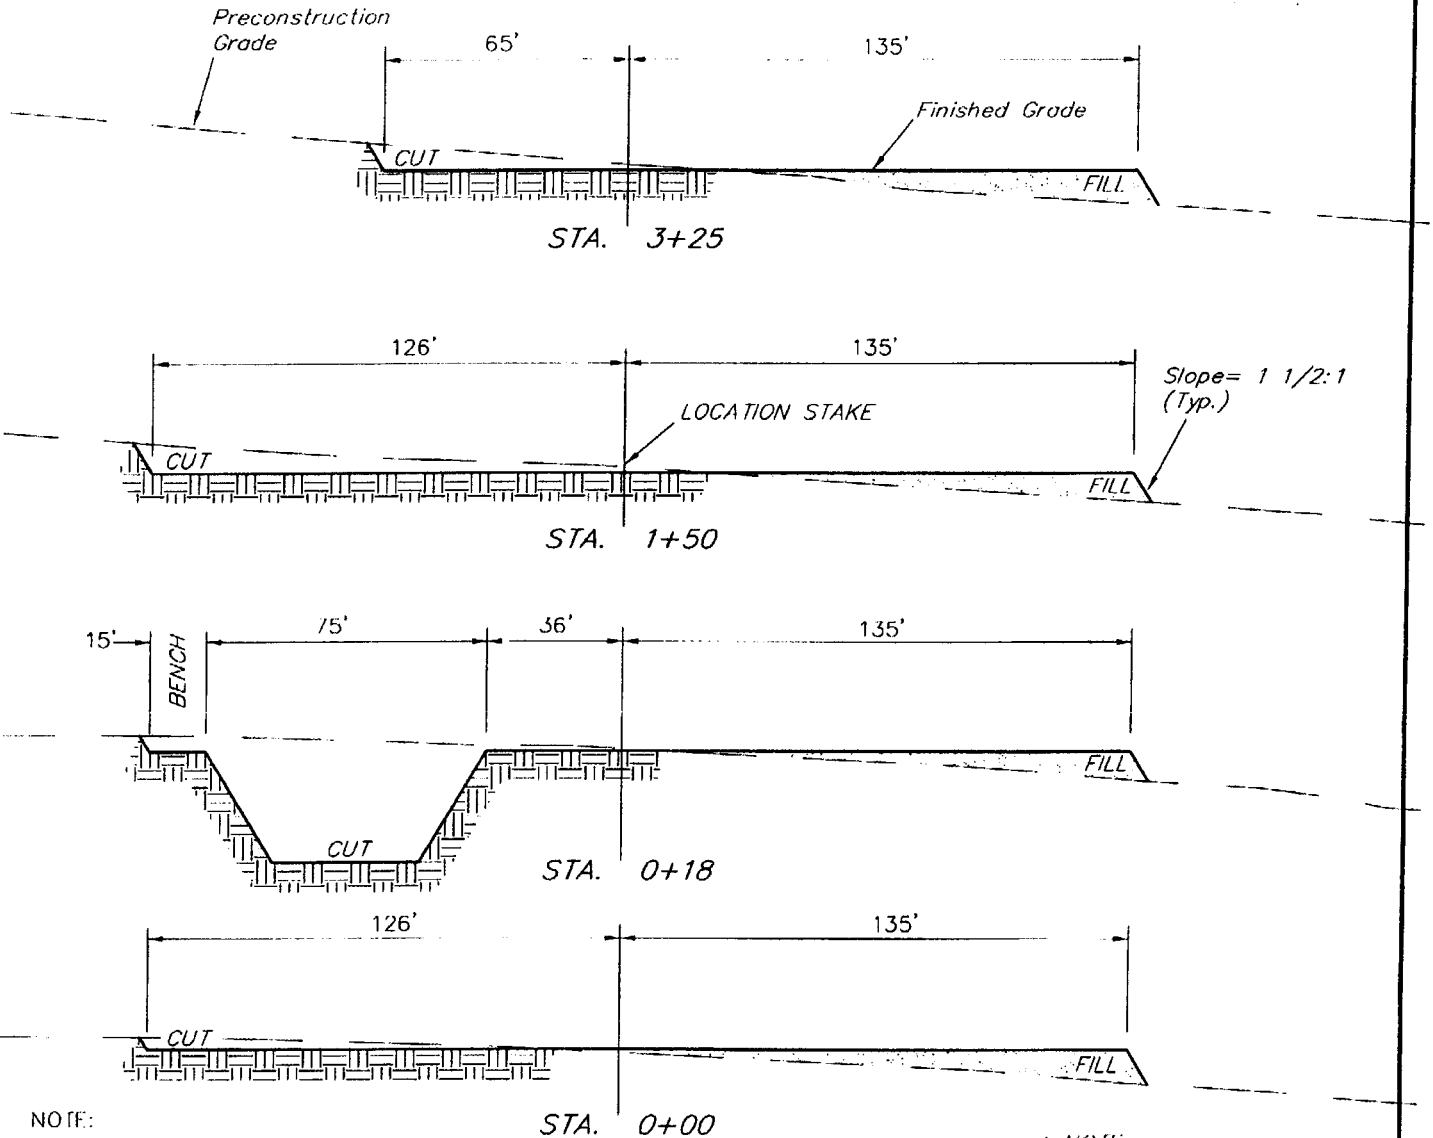 Preconstruction
Grade
65'
135'
Finished Grade
CUT
FILL
STA. 3+25
126'
135'
Slope= 1 1/2:1
(Typ.)
LOCATION STAKE
CUT
FILL
STA. 1+50
15'
BENCH
75'
36'
135'
FILL
CUT
STA. 0+18
126'
135'
CUT
FILL
NOTE:
STA. 0+00